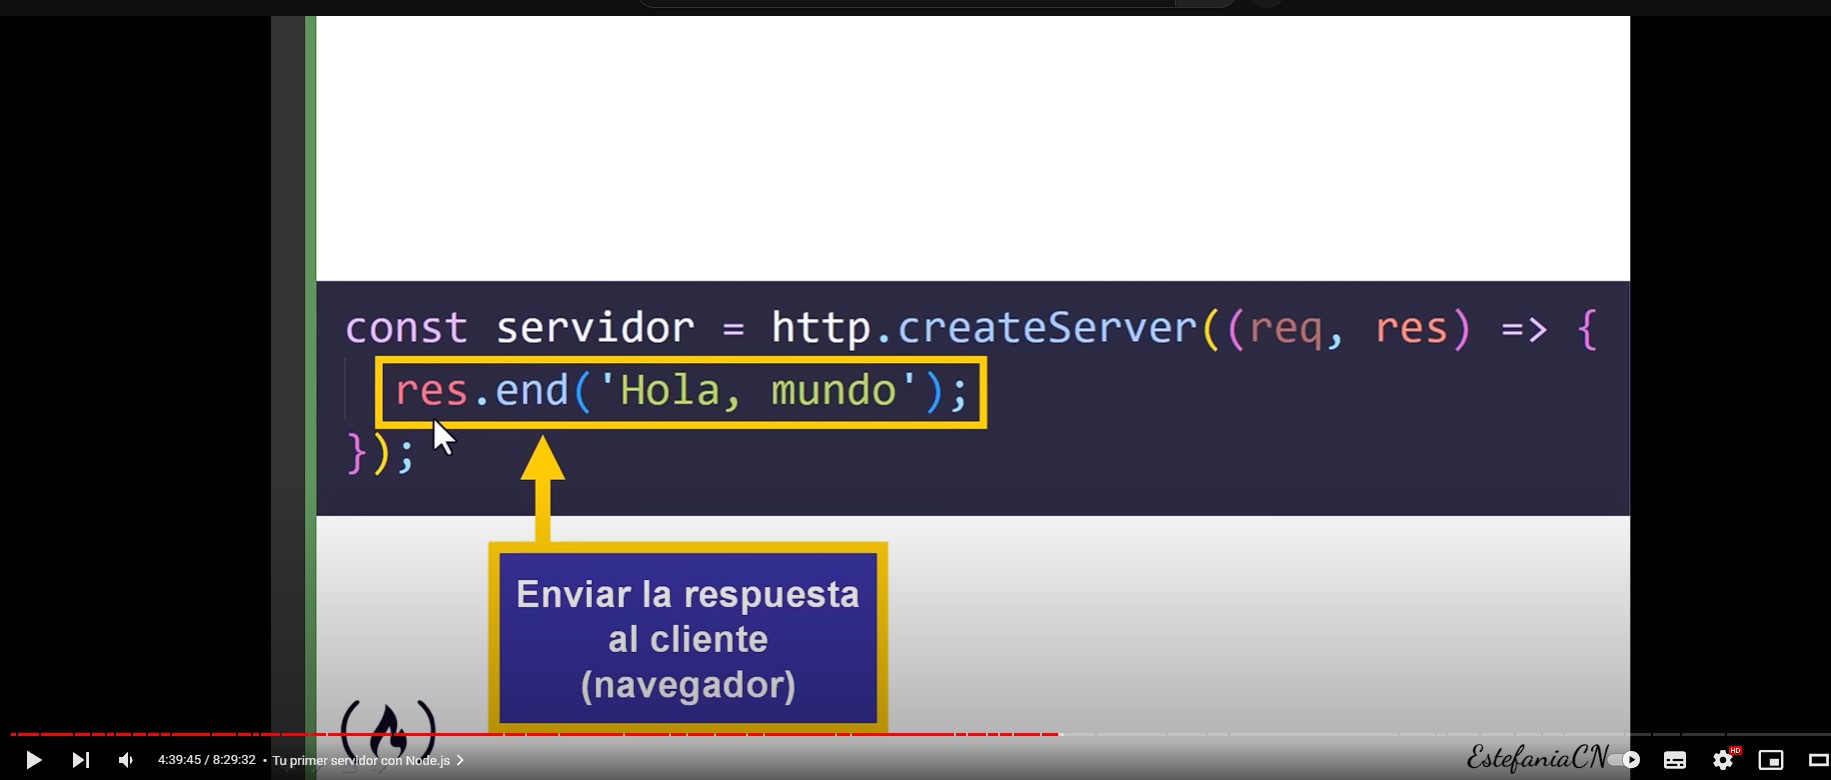 const servidor = http.createServer((req, res) => {
res.end('Hola, mundo');
});
Enviar la respuesta
al cliente
(navegador)
EstefaniaCN
4:39:45 / 8:29:32 • Tu primer servidor con Node.js >
HD